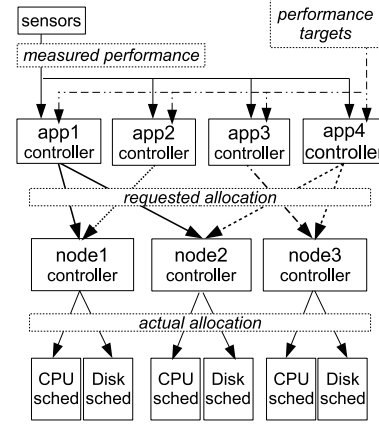 sensors
performance
targets
measured performance
app1
controller
app2
controller
app3
controller
app4
controller
requested allocation
node1
controller
node2
controller
node3
controller
actual allocation
CPU
sched
Disk
sched
CPU
sched
Disk
sched
CPU
sched
Disk
sched